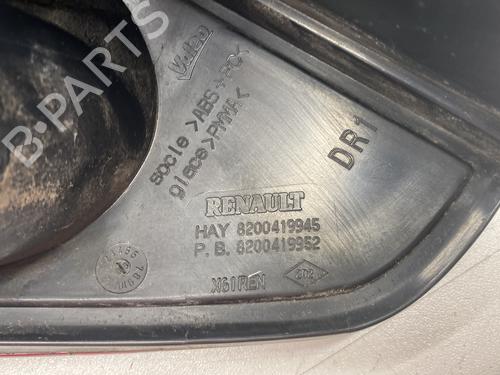 Valeo
socle >ABS+PC<
glace >PMMA<
DR1
RENAULT
HAY 8200419945
P. B. 8200419952
X61REN
B-PARTS